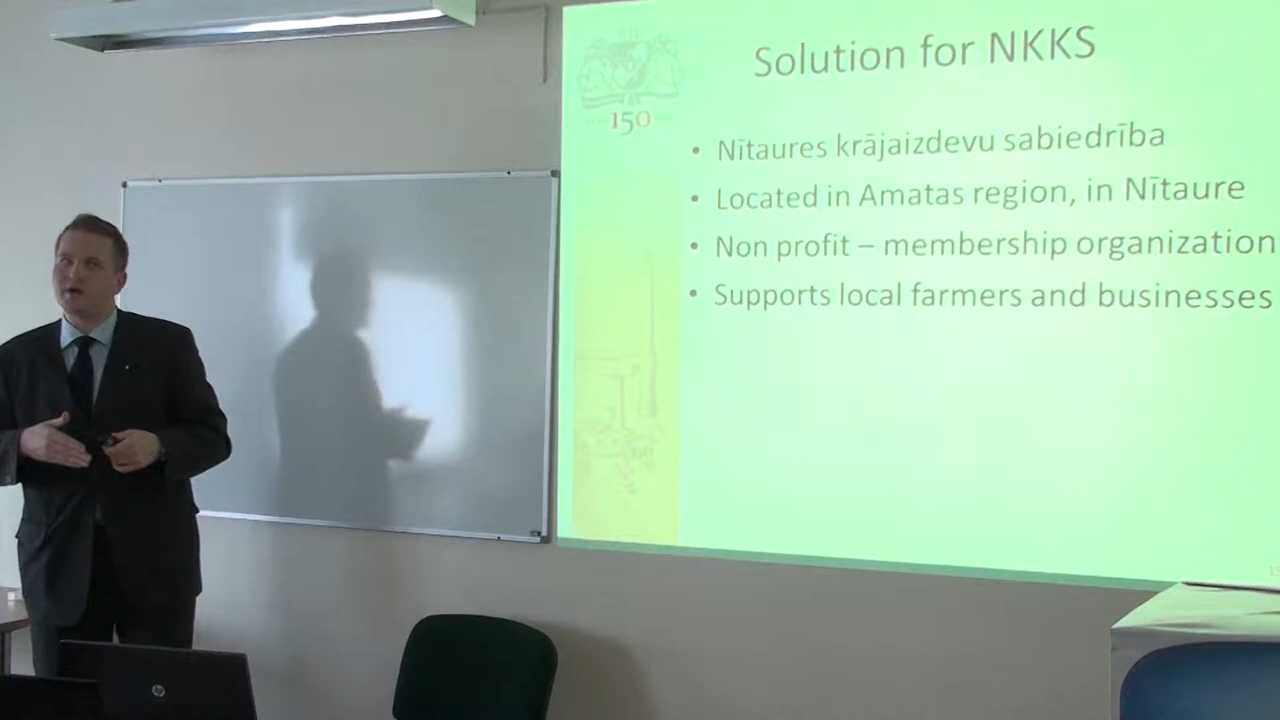 Solution for NKKS
150
• Nītaures krājaizdevu sabiedrība
• Located in Amatas region, in Nītaure
• Non profit – membership organization
• Supports local farmers and businesses
hp